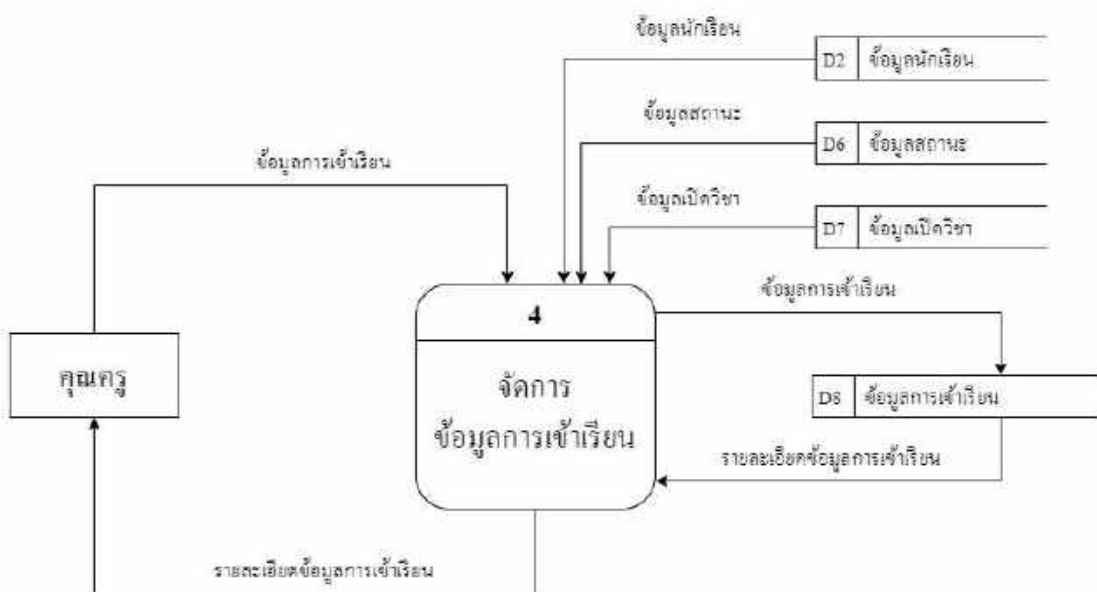 ข้อมูลนักเรียน
D2 ข้อมูลนักเรียน
ข้อมูลสถานะ
D6 ข้อมูลสถานะ
ข้อมูลการเข้าเรียน
ข้อมูลเปิดวิชา
D7 ข้อมูลเปิดวิชา
ข้อมูลการเข้าเรียน
4
คุณครู
จัดการ
ข้อมูลการเข้าเรียน
D8 ข้อมูลการเข้าเรียน
รายละเอียดข้อมูลการเข้าเรียน
รายละเอียดข้อมูลการเข้าเรียน